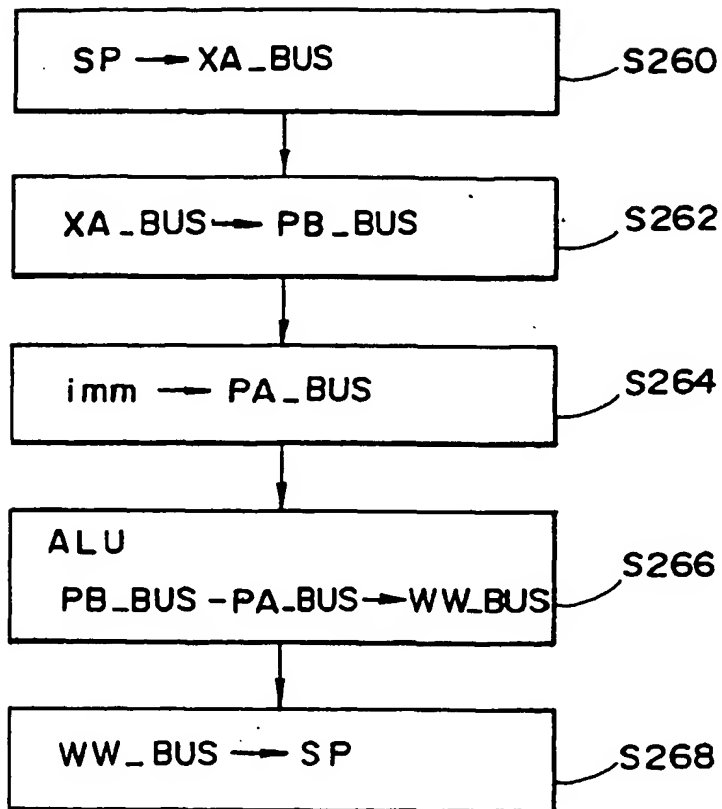 SP → XA_BUS
S260
XA_BUS → PB_BUS
S262
imm → PA_BUS
S264
ALU
PB_BUS - PA_BUS → WW_BUS
S266
WW_BUS → SP
S268